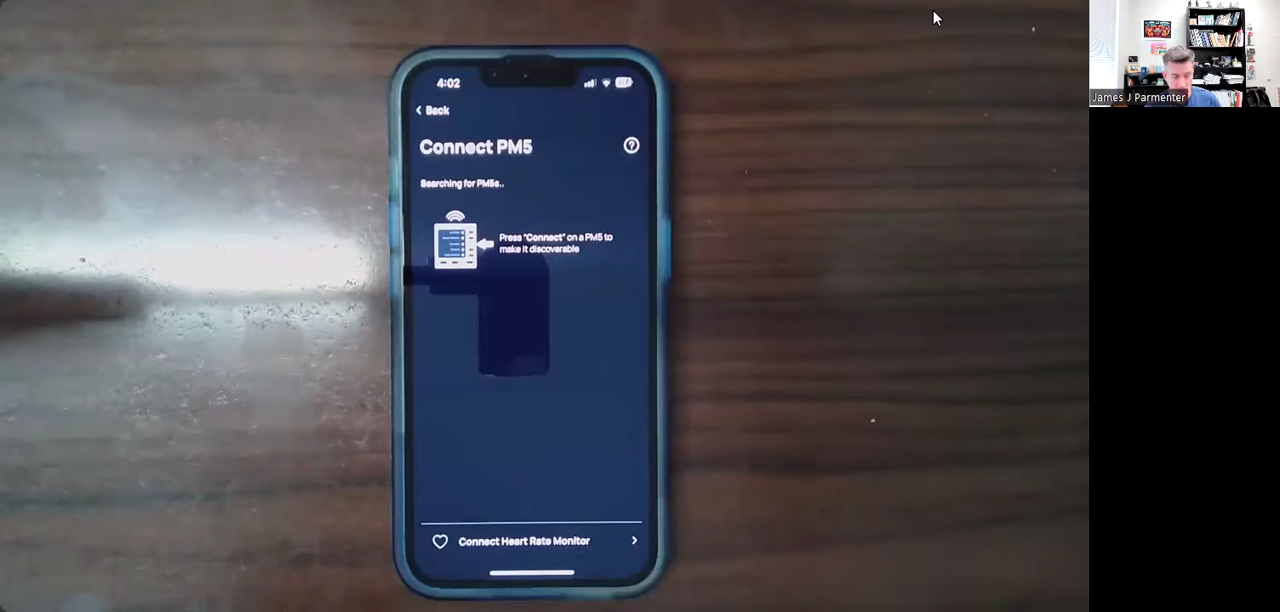 4:02
Back
Connect PM5
Searching for PM5s..
Press "Connect" on a PM5 to
make it discoverable
Connect Heart Rate Monitor
James J Parmenter